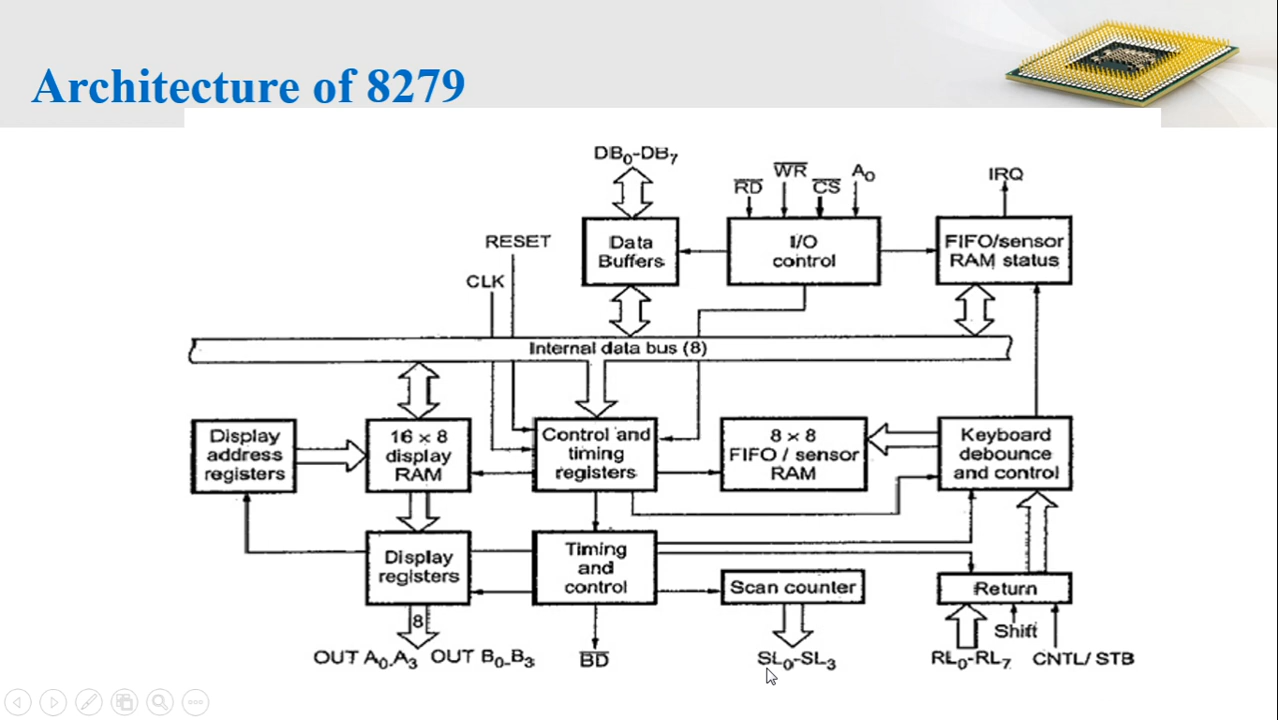 Architecture of 8279
DB0-DB7
RD
WR
CS
A0
IRQ
RESET
CLK
Data
Buffers
I/O
control
FIFO/sensor
RAM status
Internal data bus (8)
Display
address
registers
16 x 8
display
RAM
Control and
timing
registers
8 x 8
FIFO / sensor
RAM
Keyboard
debounce
and control
Display
registers
Timing
and
control
Scan counter
Return
8
Shift
OUT A0-A3
OUT B0-B3
BD
SL0-SL3
RL0-RL7
CNTL/ STB